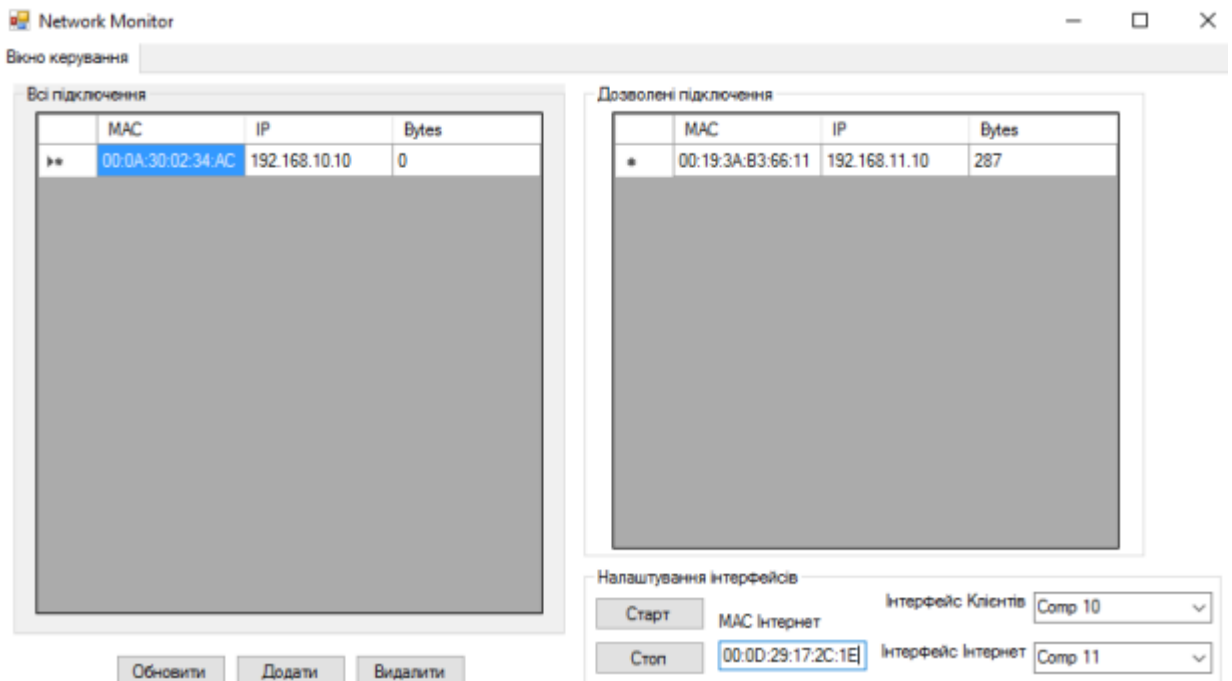 Network Monitor
Вікно керування
Всі підключення
MAC IP Bytes
00:0A:30:02:34:AC 192.168.10.10 0
Обновити Додати Видалити
Дозволені підключення
MAC IP Bytes
00:19:3A:B3:66:11 192.168.11.10 287
Налаштування інтерфейсів
Старт
Стоп
MAC Інтернет
00:0D:29:17:2C:1E
Інтерфейс Клієнтів Comp 10
Інтерфейс Інтернет Comp 11